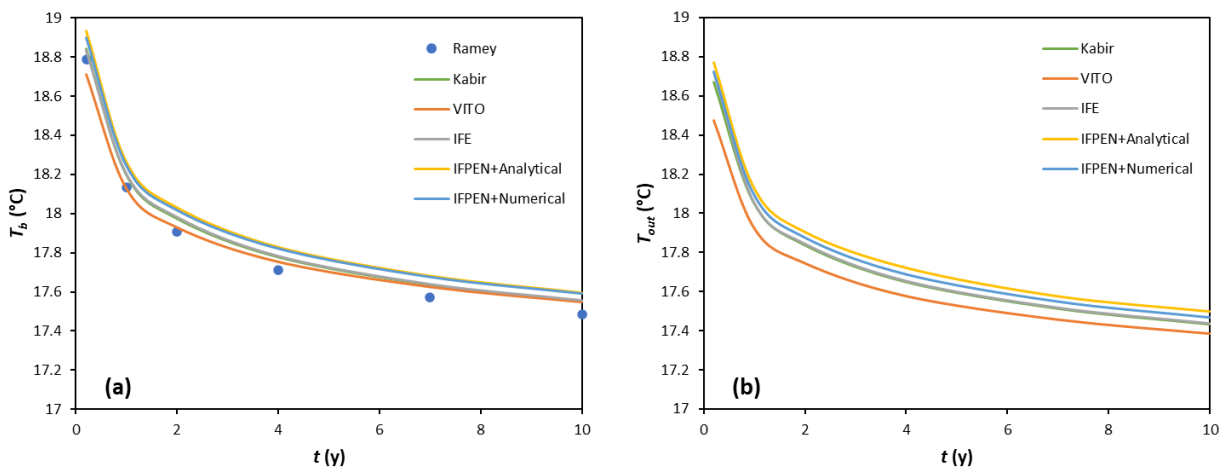 19
18.8
18.6
18.4
18.2
18
17.8
17.6
17.4
17.2
17
T_b (°C)
Ramey
Kabir
VITO
IFE
IFPEN+Analytical
IFPEN+Numerical
(a)
0
2
4
6
8
10
t (y)
19
18.8
18.6
18.4
18.2
18
17.8
17.6
17.4
17.2
17
T_out (°C)
Kabir
VITO
IFE
IFPEN+Analytical
IFPEN+Numerical
(b)
0
2
4
6
8
10
t (y)